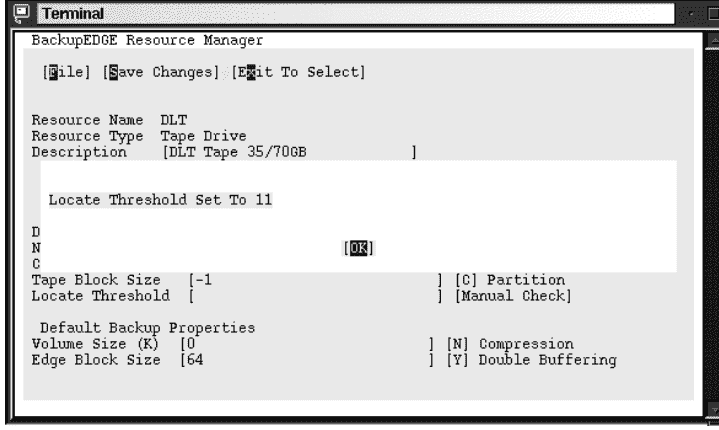 Terminal
BackupEDGE Resource Manager
[File] [Save Changes] [Exit To Select]
Resource Name DLT
Resource Type Tape Drive
Description [DLT Tape 35/70GB ]
Locate Threshold Set To 11
D
N [OK]
C
Tape Block Size [-1 ] [C] Partition
Locate Threshold [ ] [Manual Check]
Default Backup Properties
Volume Size (K) [0 ] [N] Compression
Edge Block Size [64 ] [Y] Double Buffering